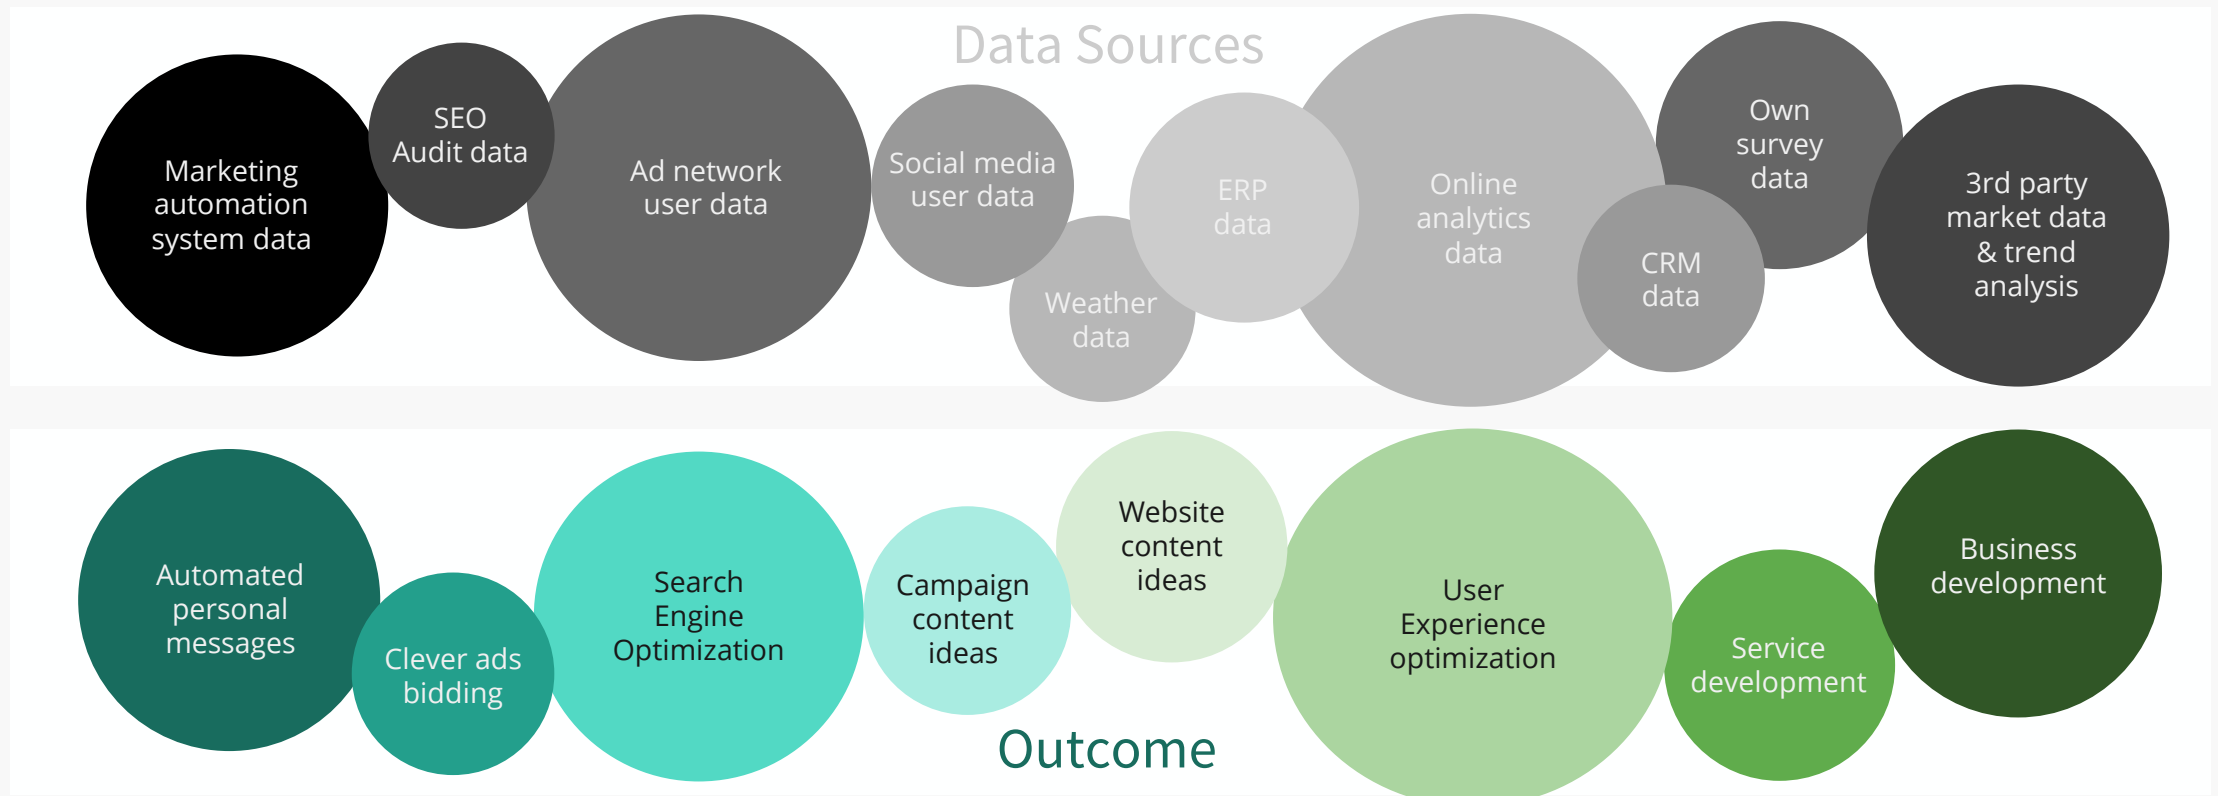 Data Sources
Marketing
automation
system data
SEO
Audit data
Ad network
user data
Social media
user data
Weather
data
ERP
data
Online
analytics
data
CRM
data
Own
survey
data
3rd party
market data
& trend
analysis
Automated
personal
messages
Clever ads
bidding
Search
Engine
Optimization
Campaign
content
ideas
Website
content
ideas
User
Experience
optimization
Service
development
Business
development
Outcome